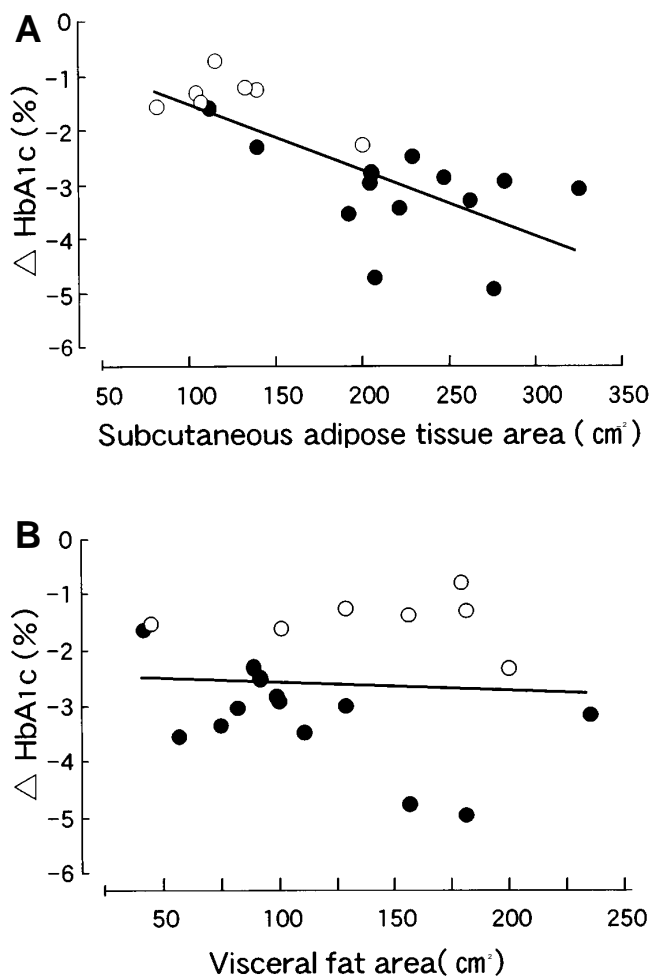 A
0
-1
-2
-3
-4
-5
-6
△ HbA1c (%)
50 100 150 200 250 300 350
Subcutaneous adipose tissue area ( cm² )
B
0
-1
-2
-3
-4
-5
-6
△ HbA1c (%)
50 100 150 200 250
Visceral fat area( cm² )